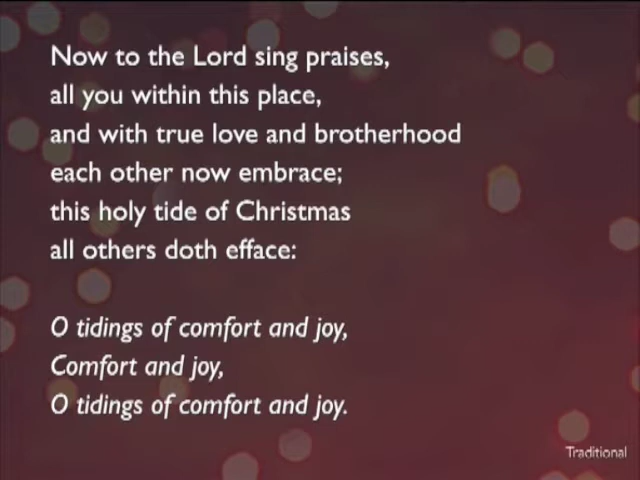 Now to the Lord sing praises,
all you within this place,
and with true love and brotherhood
each other now embrace;
this holy tide of Christmas
all others doth efface:
O tidings of comfort and joy,
Comfort and joy,
O tidings of comfort and joy.
Traditional